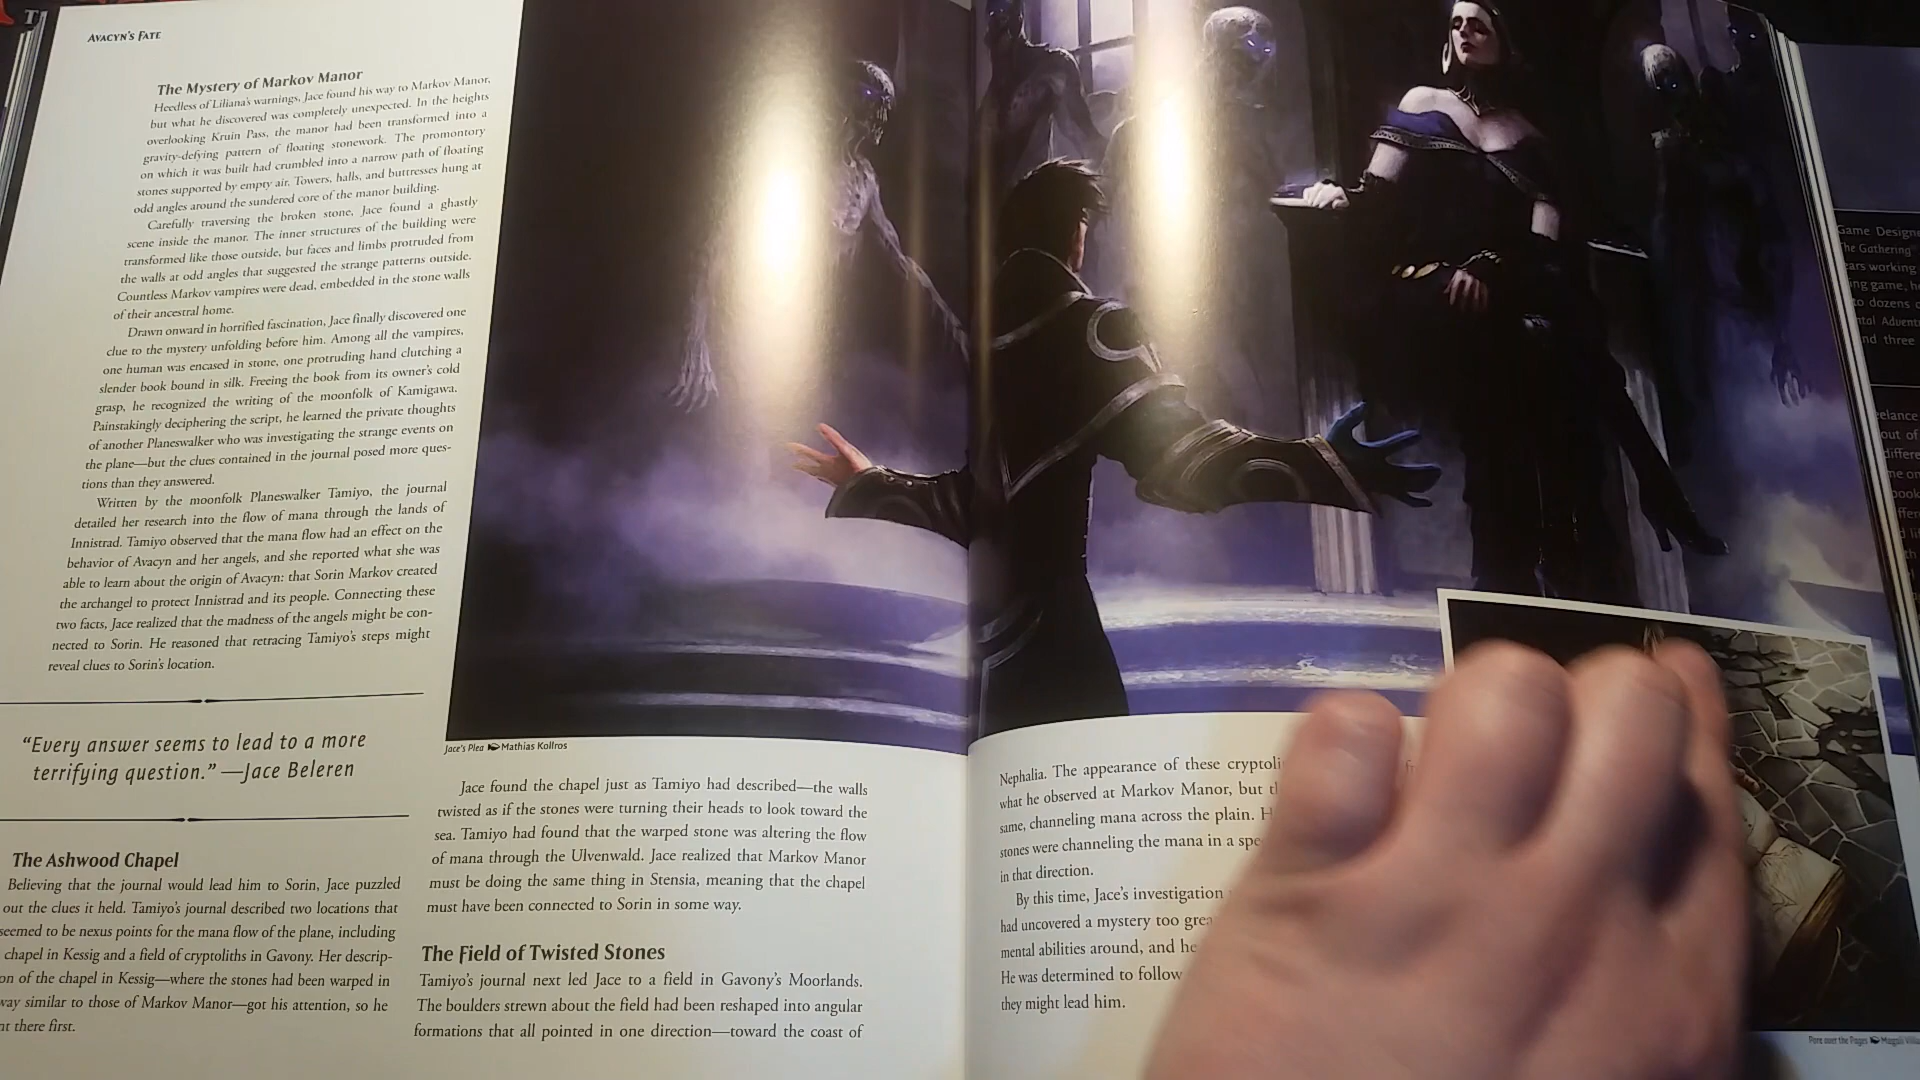 AVACYN'S FATE
The Mystery of Markov Manor
Heedless of Liliana's warnings, Jace found his way to Markov Manor,
but what he discovered was completely unexpected. In the heights
overlooking Kruin Pass, the manor had been transformed into a
gravity-defying pattern of floating stonework. The promontory
on which it was built had crumbled into a narrow path of floating
stones supported by empty air. Towers, halls, and buttresses hung at
odd angles around the sundered core of the manor building.
Carefully traversing the broken stone, Jace found a ghastly
scene inside the manor. The inner structures of the building were
transformed like those outside, but faces and limbs protruded from
the walls at odd angles that suggested the strange patterns outside.
Countless Markov vampires were dead, embedded in the stone walls
of their ancestral home.
Drawn onward in horrified fascination, Jace finally discovered one
clue to the mystery unfolding before him. Among all the vampires,
one human was encased in stone, one protruding hand clutching a
slender book bound in silk. Freeing the book from its owner's cold
grasp, he recognized the writing of the moonfolk of Kamigawa.
Painstakingly deciphering the script, he learned the private thoughts
of another Planeswalker who was investigating the strange events on
the plane—but the clues contained in the journal posed more ques-
tions than they answered.
Written by the moonfolk Planeswalker Tamiyo, the journal
detailed her research into the flow of mana through the lands of
Innistrad. Tamiyo observed that the mana flow had an effect on the
behavior of Avacyn and her angels, and she reported what she was
able to learn about the origin of Avacyn: that Sorin Markov created
the archangel to protect Innistrad and its people. Connecting these
two facts, Jace realized that the madness of the angels might be con-
nected to Sorin. He reasoned that retracing Tamiyo's steps might
reveal clues to Sorin's location.
"Every answer seems to lead to a more
terrifying question." —Jace Beleren
The Ashwood Chapel
Believing that the journal would lead him to Sorin, Jace puzzled
out the clues it held. Tamiyo's journal described two locations that
seemed to be nexus points for the mana flow of the plane, including
chapel in Kessig and a field of cryptoliths in Gavony. Her descrip-
on of the chapel in Kessig—where the stones had been warped in
way similar to those of Markov Manor—got his attention, so he
nt there first.
Jace's Plea Mathias Kollros
Jace found the chapel just as Tamiyo had described—the walls
twisted as if the stones were turning their heads to look toward the
sea. Tamiyo had found that the warped stone was altering the flow
of mana through the Ulvenwald. Jace realized that Markov Manor
must be doing the same thing in Stensia, meaning that the chapel
must have been connected to Sorin in some way.
The Field of Twisted Stones
Tamiyo's journal next led Jace to a field in Gavony's Moorlands.
The boulders strewn about the field had been reshaped into angular
formations that all pointed in one direction—toward the coast of
Nephalia. The appearance of these cryptoli
what he observed at Markov Manor, but
same, channeling mana across the plain.
stones were channeling the mana in a spe
in that direction.
By this time, Jace's investigation
had uncovered a mystery too grea
mental abilities around, and he
He was determined to follow
they might lead him.
Pore over the Pages Magali
Game Designe
The Gathering
ars working
ng game, he
to dozens o
ntal Advent
nd three
elance
out of
differe
me on
book